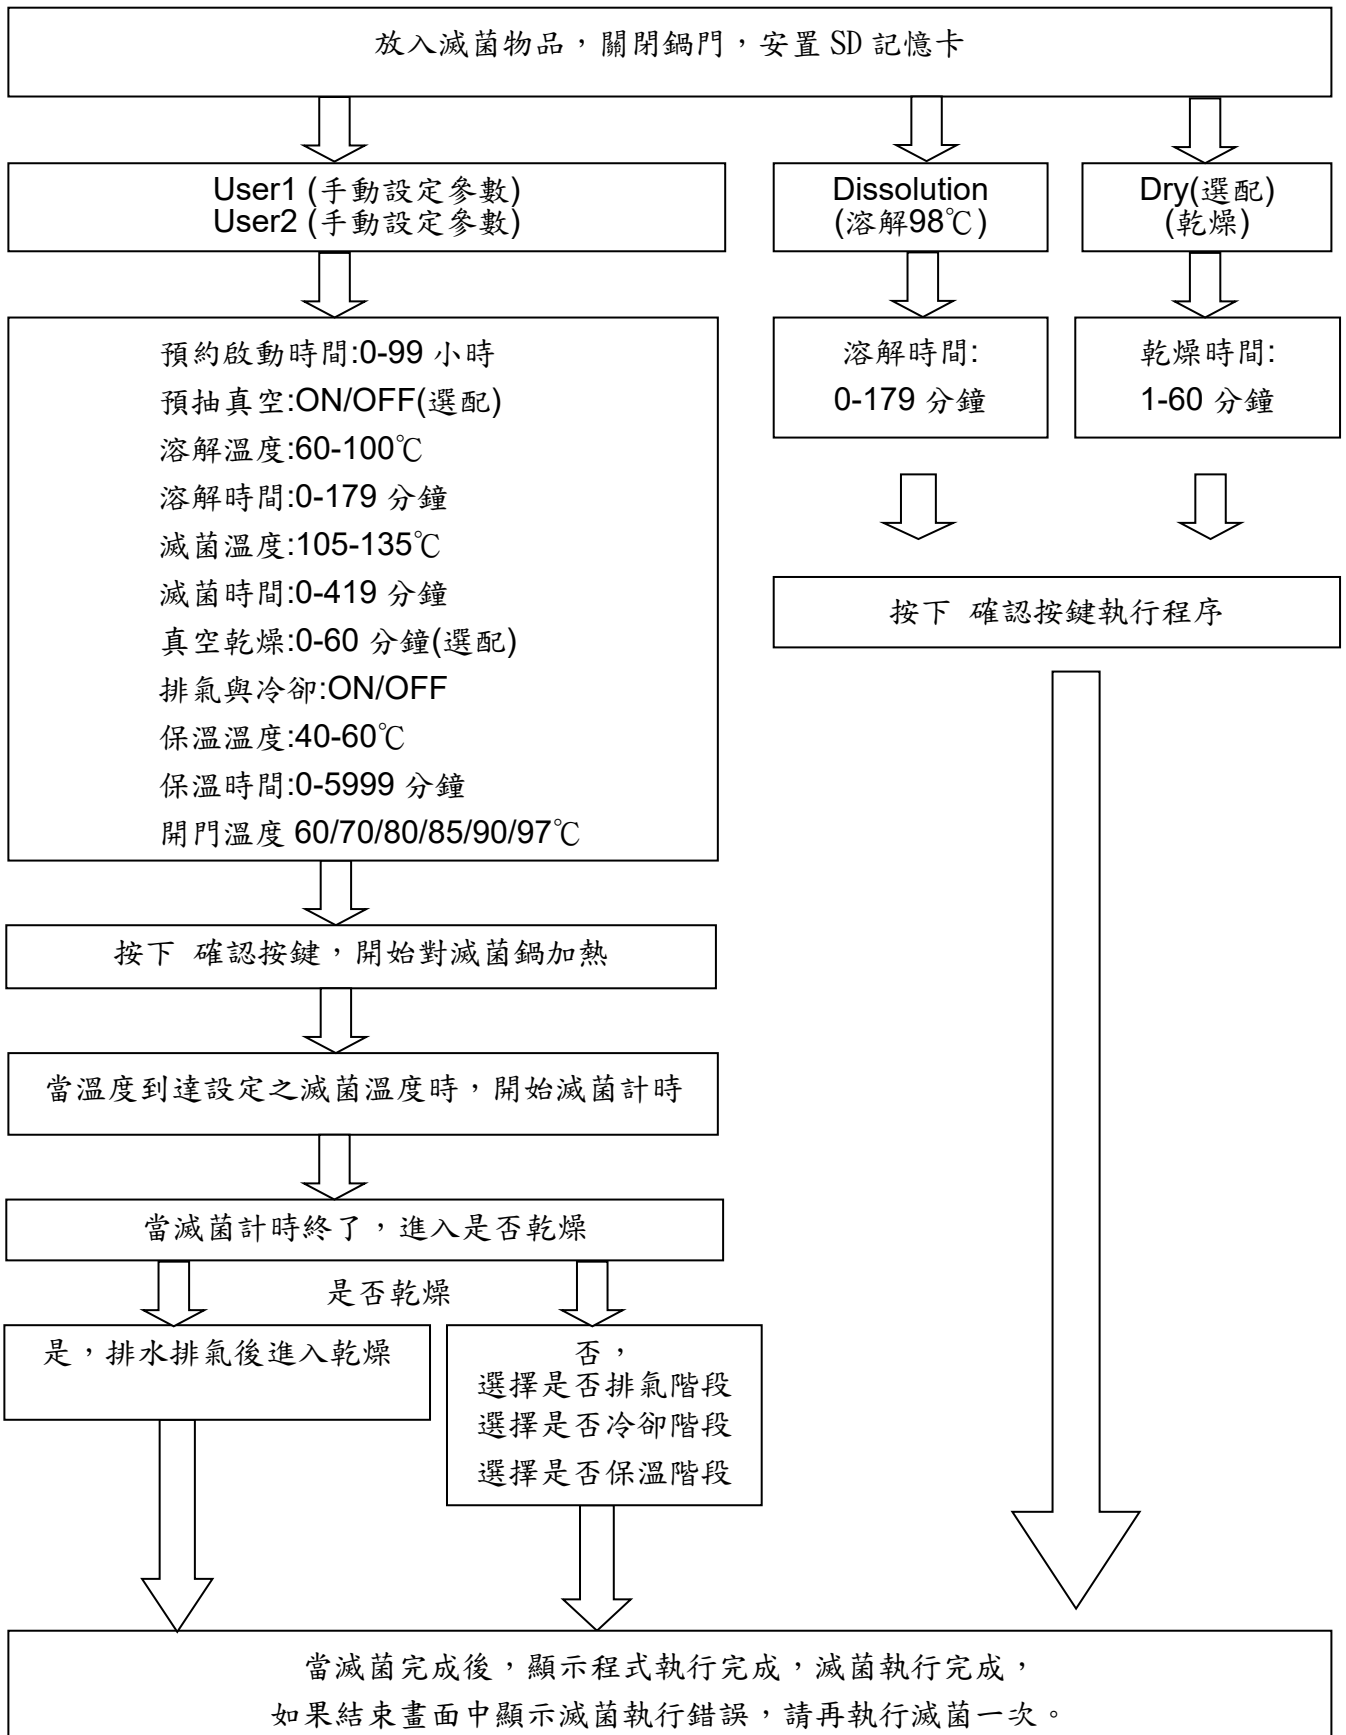 放入滅菌物品，關閉鍋門，安置 SD 記憶卡
User1 (手動設定參數)
User2 (手動設定參數)
Dissolution
(溶解98℃)
Dry(選配)
(乾燥)
預約啟動時間:0-99 小時
預抽真空:ON/OFF(選配)
溶解溫度:60-100℃
溶解時間:0-179 分鐘
滅菌溫度:105-135℃
滅菌時間:0-419 分鐘
真空乾燥:0-60 分鐘(選配)
排氣與冷卻:ON/OFF
保溫溫度:40-60℃
保溫時間:0-5999 分鐘
開門溫度 60/70/80/85/90/97℃
溶解時間:
0-179 分鐘
乾燥時間:
1-60 分鐘
按下 確認按鍵執行程序
按下 確認按鍵，開始對滅菌鍋加熱
當溫度到達設定之滅菌溫度時，開始滅菌計時
當滅菌計時終了，進入是否乾燥
是否乾燥
是，排水排氣後進入乾燥
否，
選擇是否排氣階段
選擇是否冷卻階段
選擇是否保溫階段
當滅菌完成後，顯示程式執行完成，滅菌執行完成，
如果結束畫面中顯示滅菌執行錯誤，請再執行滅菌一次。